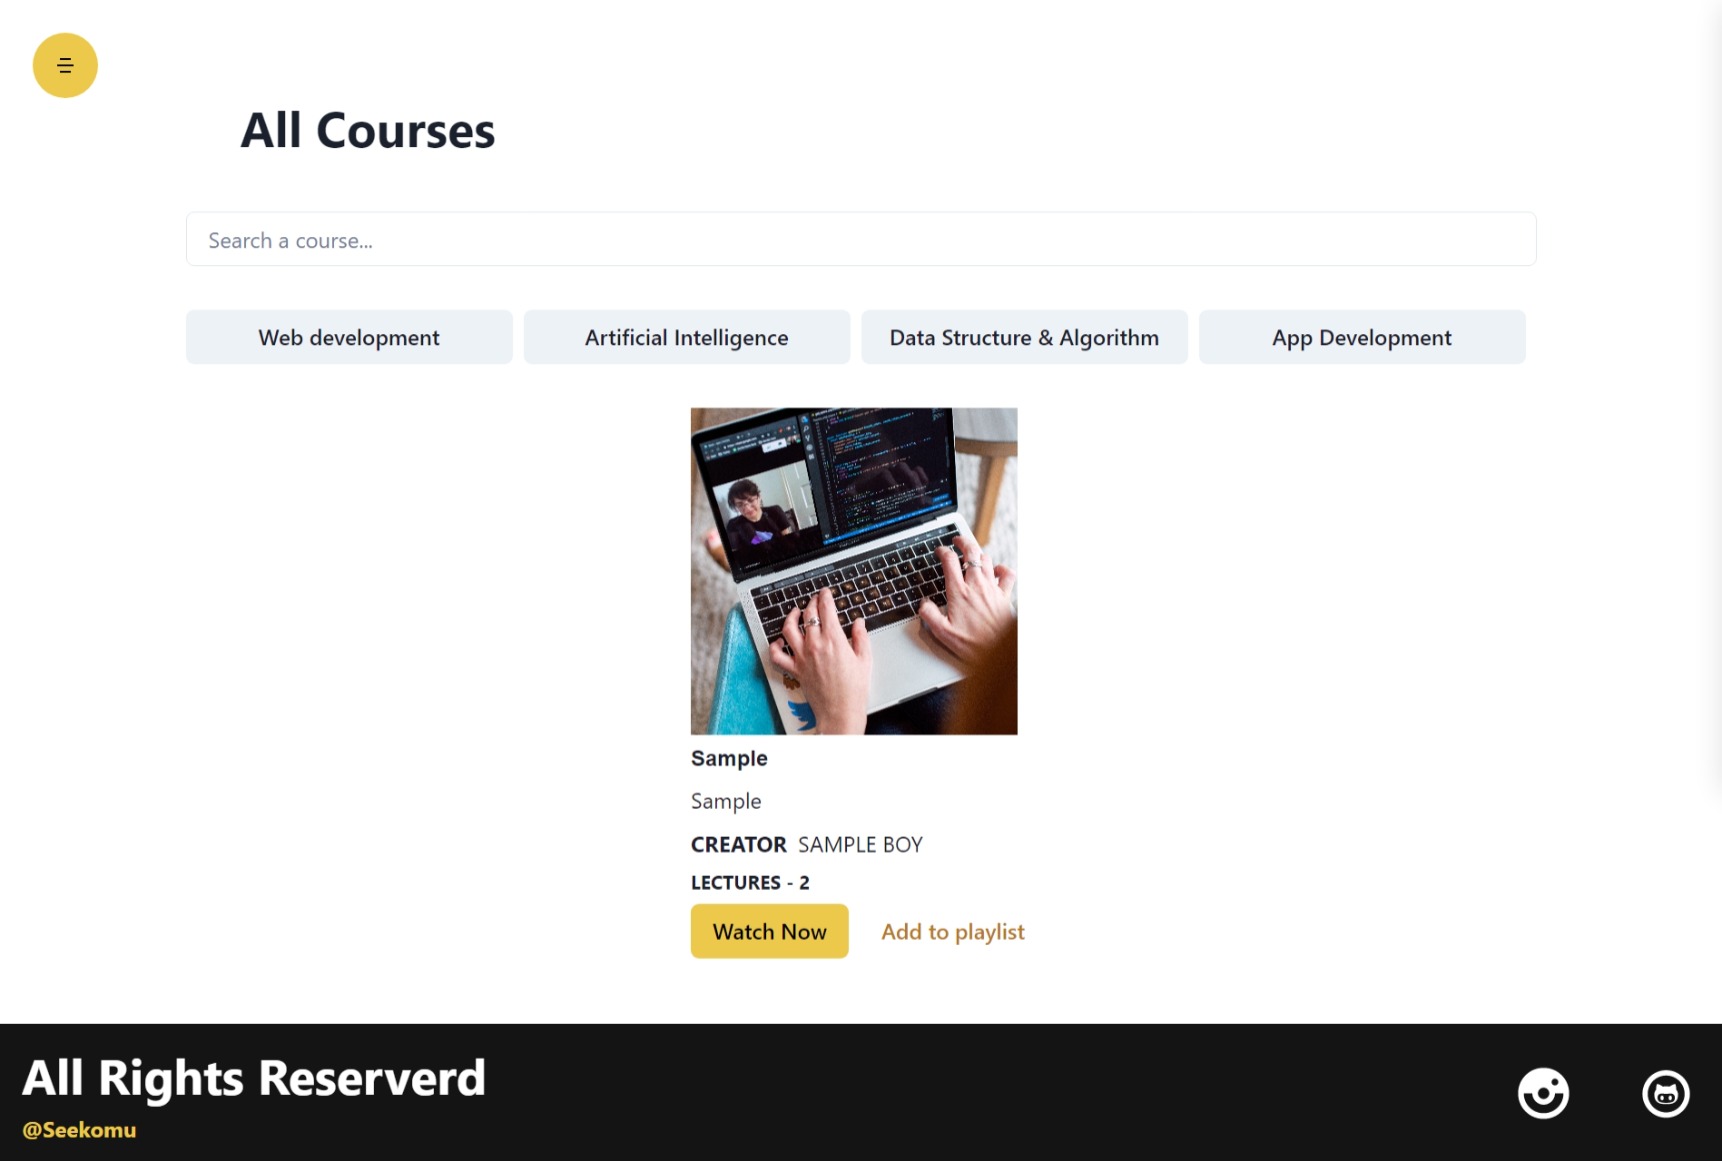 All Courses
Search a course...
Web development
Artificial Intelligence
Data Structure & Algorithm
App Development
Sample
Sample
CREATOR SAMPLE BOY
LECTURES - 2
Watch Now
Add to playlist
All Rights Reserverd
@Seekomu